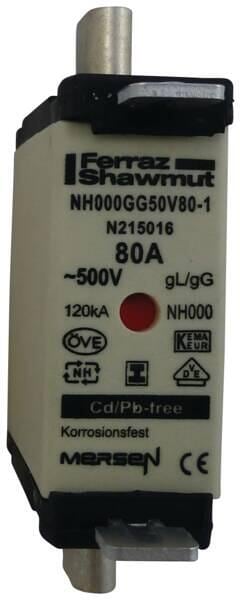 Ferraz
Shawmut
NH000GG50V80-1
N215016
80A
~500V gL/gG
120kA NH000
ÖVE KEMA
KEUR
NH VDE
Cd/Pb-free
Korrosionsfest
MERSEN CE